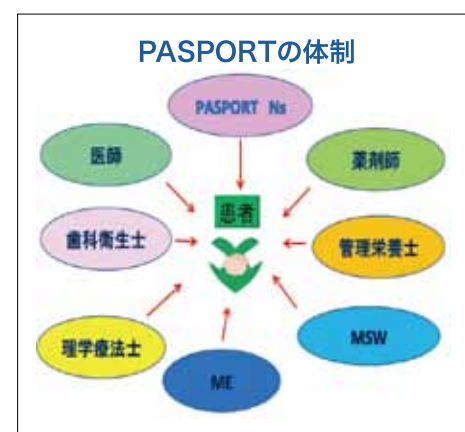 PASPORTの体制
PASPORT Ns
医師
薬剤師
患者
歯科衛生士
管理栄養士
理学療法士
MSW
ME